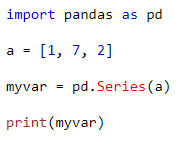 import pandas as pd
a = [1, 7, 2]
myvar = pd.Series(a)
print(myvar)